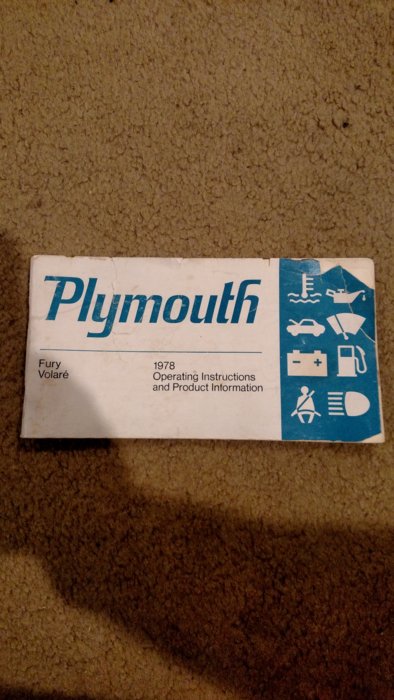 Plymouth
Fury
Volaré
1978
Operating Instructions
and Product Information